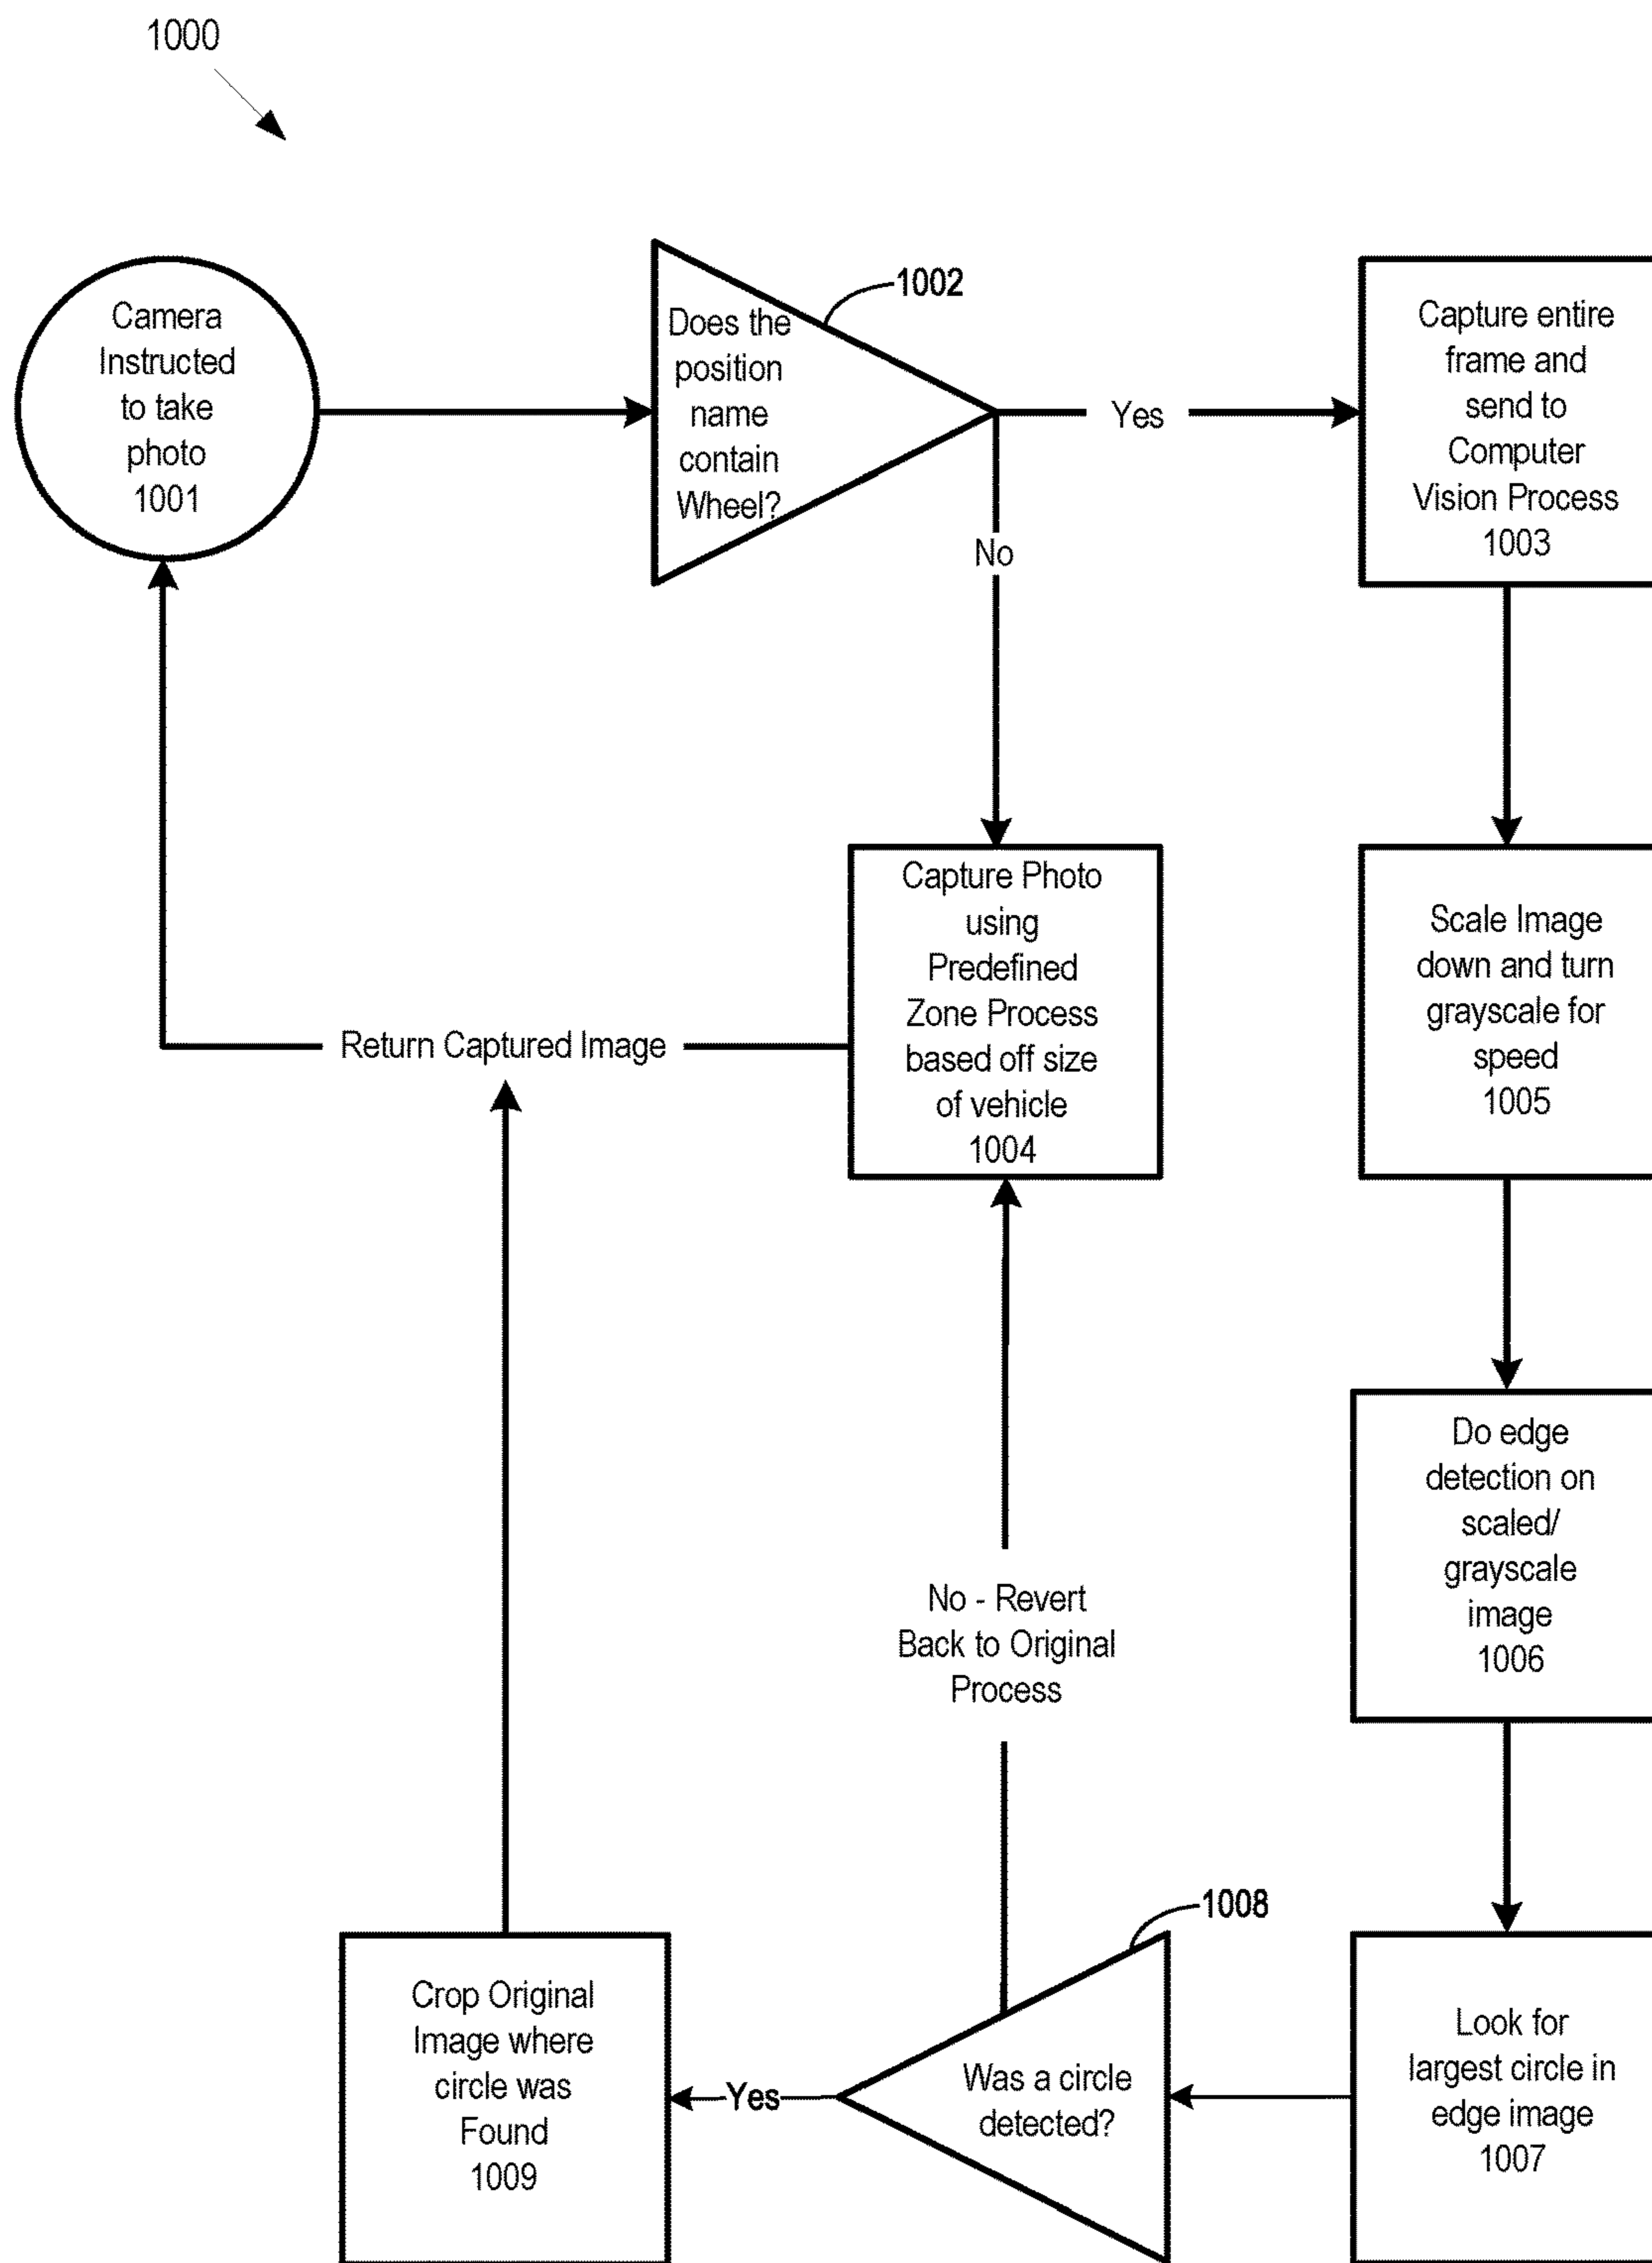 1000
Camera
Instructed
to take
photo
1001
1002
Does the
position
name
contain
Wheel?
Yes
No
Capture entire
frame and
send to
Computer
Vision Process
1003
Capture Photo
using
Predefined
Zone Process
based off size
of vehicle
1004
Scale Image
down and turn
grayscale for
speed
1005
Return Captured Image
Do edge
detection on
scaled/
grayscale
image
1006
No - Revert
Back to Original
Process
1008
Look for
largest circle in
edge image
1007
Was a circle
detected?
Yes
Crop Original
Image where
circle was
Found
1009